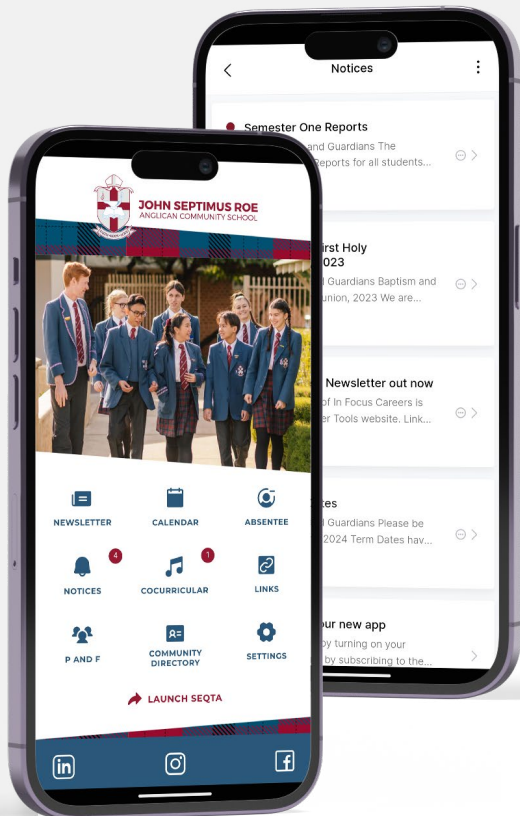 JOHN SEPTIMUS ROE
ANGLICAN COMMUNITY SCHOOL
NEWSLETTER
CALENDAR
ABSENTEE
4
NOTICES
1
COCURRICULAR
LINKS
P AND F
COMMUNITY
DIRECTORY
SETTINGS
LAUNCH SEQTA
in
f
Notices
Semester One Reports
and Guardians The
Reports for all students...
irst Holy
023
Guardians Baptism and
union, 2023 We are...
Newsletter out now
of In Focus Careers is
er Tools website. Link...
tes
Guardians Please be
2024 Term Dates hav...
ur new app
by turning on your
by subscribing to the...